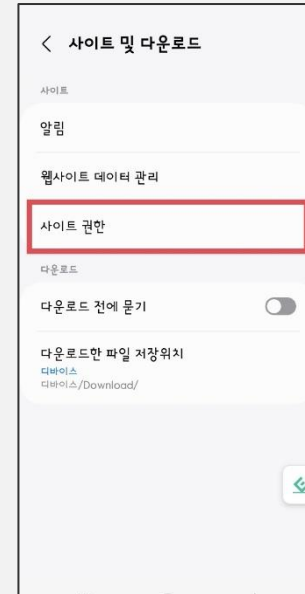 사이트 및 다운로드
사이트
알림
웹사이트 데이터 관리
사이트 권한
다운로드
다운로드 전에 묻기
다운로드한 파일 저장위치
디바이스
디바이스/Download/